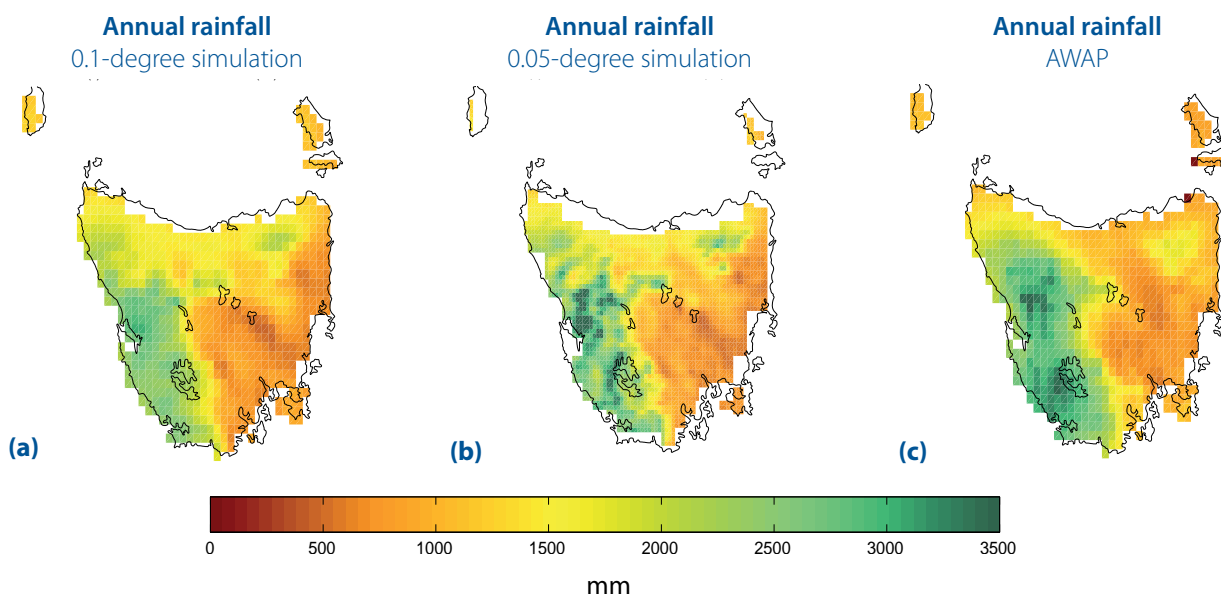 Annual rainfall
0.1-degree simulation
Annual rainfall
0.05-degree simulation
Annual rainfall
AWAP
(a)
(b)
(c)
0 500 1000 1500 2000 2500 3000 3500
mm